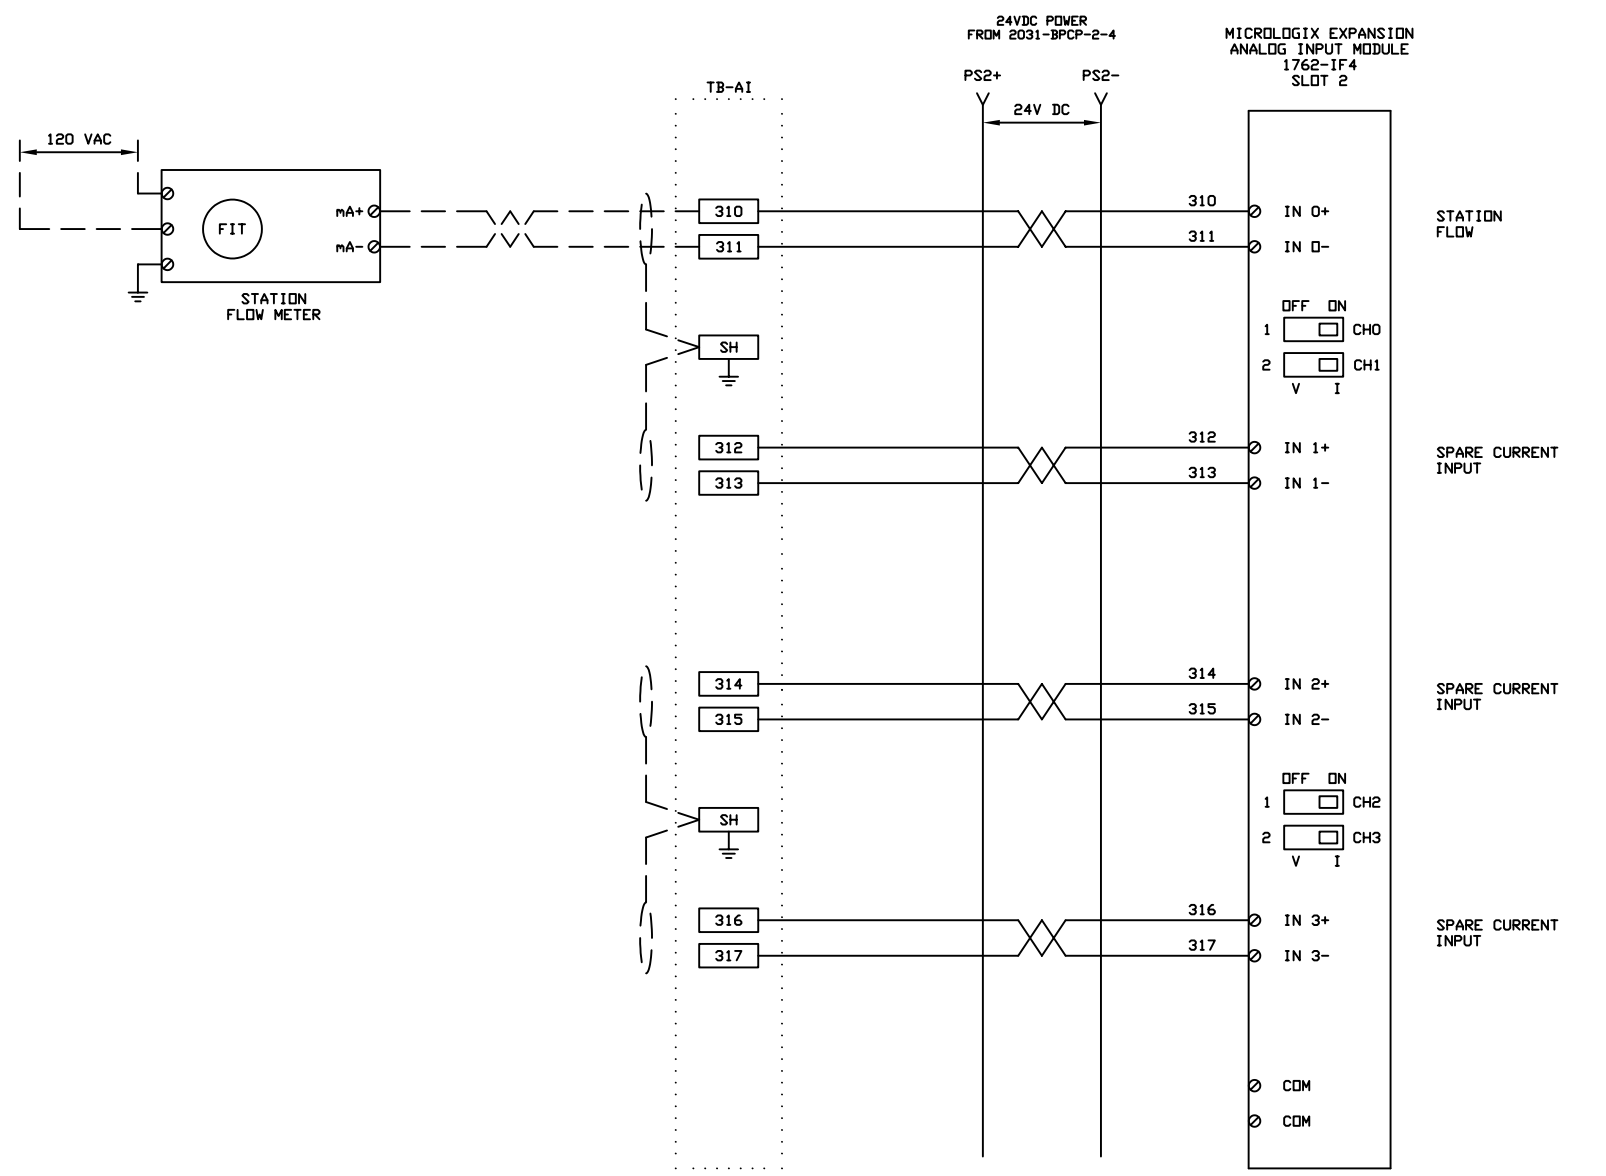 24VDC POWER
FROM 2031-BPCP-2-4
MICROLOGIX EXPANSION
ANALOG INPUT MODULE
1762-IF4
SLOT 2
PS2+
PS2-
TB-AI
24V DC
120 VAC
FIT
mA+
mA-
STATION
FLOW METER
310
311
310
311
IN 0+
IN 0-
STATION
FLOW
OFF ON
1 CH0
2 CH1
V I
SH
312
313
312
313
IN 1+
IN 1-
SPARE CURRENT
INPUT
314
315
314
315
IN 2+
IN 2-
SPARE CURRENT
INPUT
OFF ON
1 CH2
2 CH3
V I
SH
316
317
316
317
IN 3+
IN 3-
SPARE CURRENT
INPUT
COM
COM